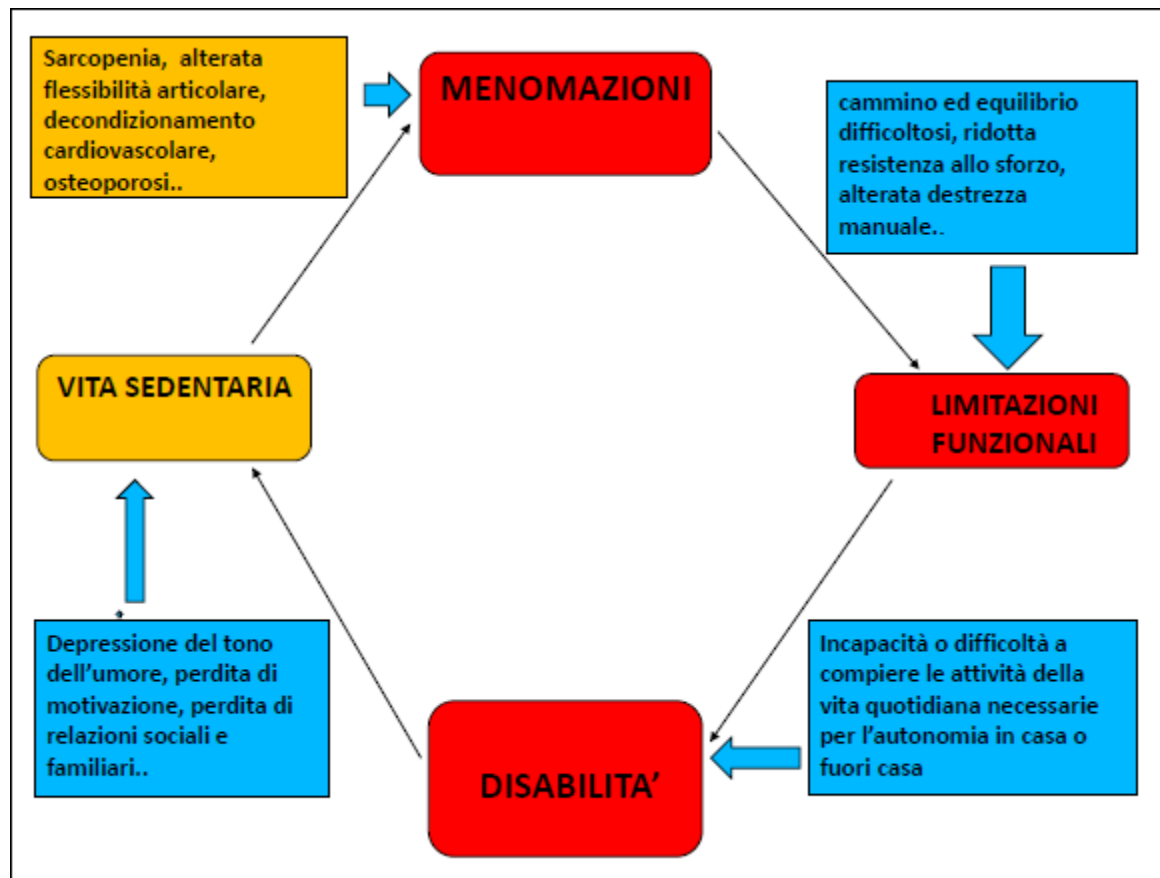 Sarcopenia, alterata
flessibilità articolare,
decondizionamento
cardiovascolare,
osteoporosi..
MENOMAZIONI
cammino ed equilibrio
difficoltosi, ridotta
resistenza allo sforzo,
alterata destrezza
manuale..
VITA SEDENTARIA
LIMITAZIONI
FUNZIONALI
Depressione del tono
dell’umore, perdita di
motivazione, perdita di
relazioni sociali e
familiari..
DISABILITA’
Incapacità o difficoltà a
compiere le attività della
vita quotidiana necessarie
per l’autonomia in casa o
fuori casa